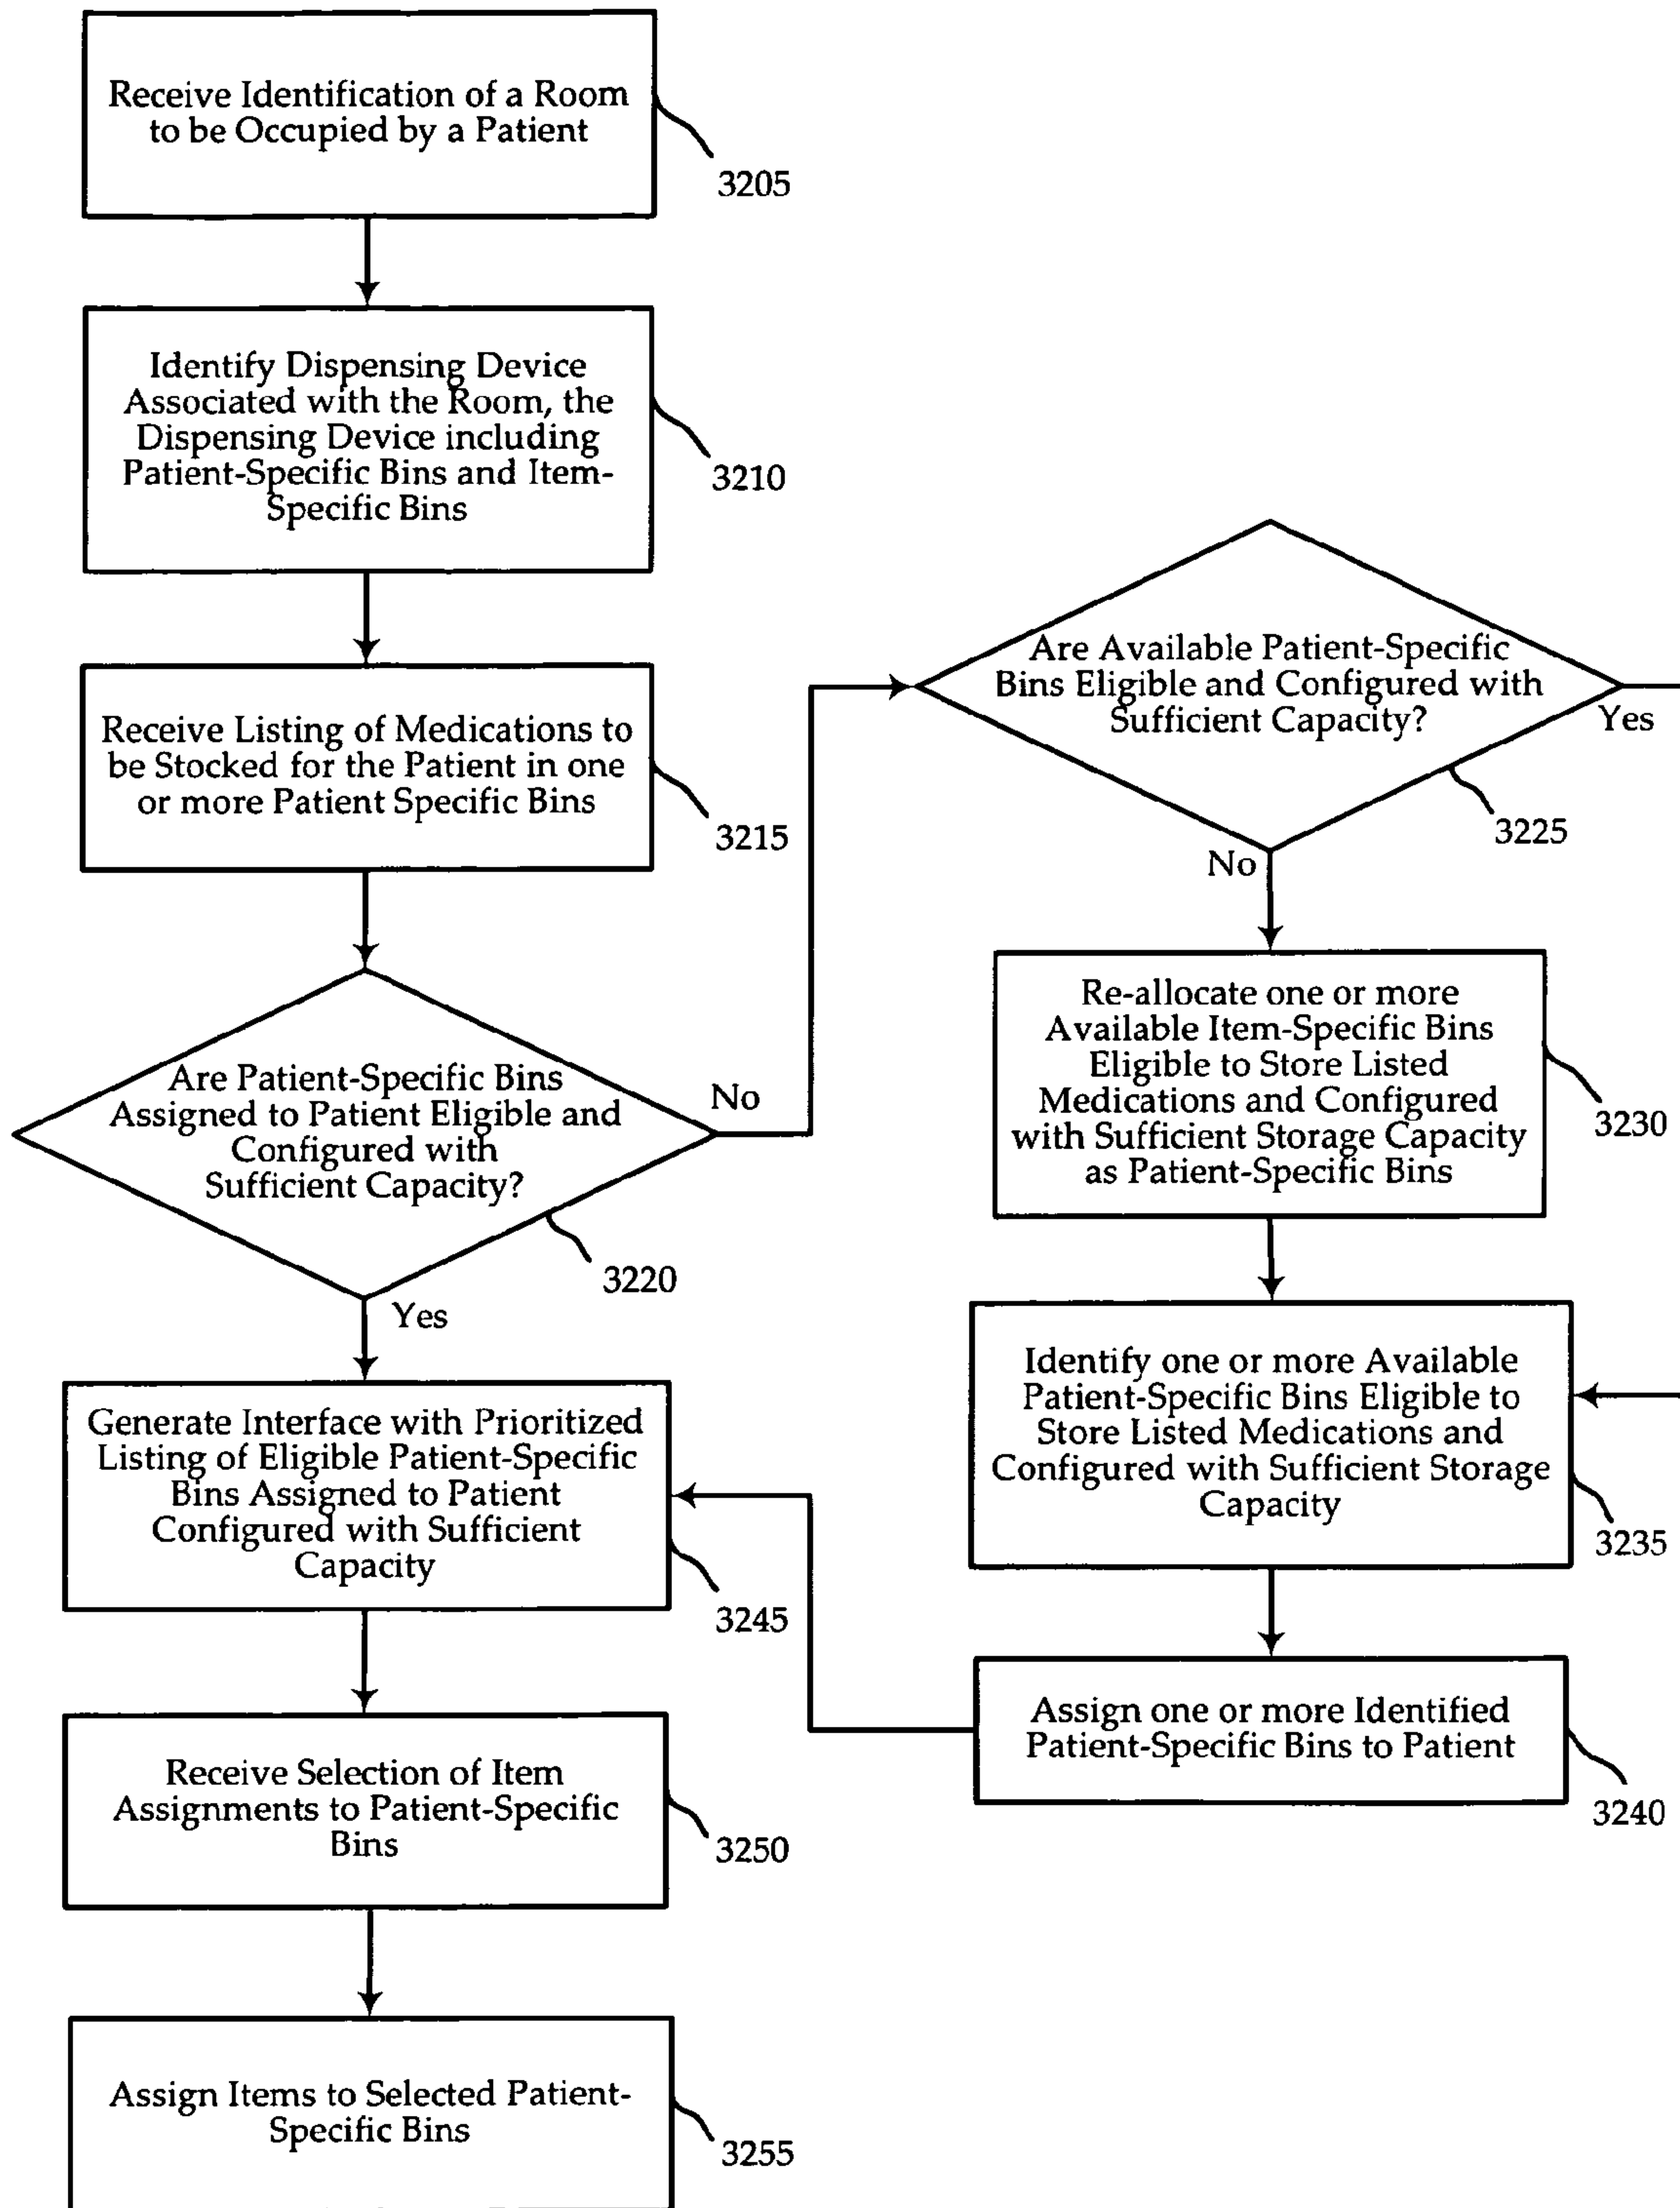 Receive Identification of a Room
to be Occupied by a Patient
3205
Identify Dispensing Device
Associated with the Room, the
Dispensing Device including
Patient-Specific Bins and Item-
Specific Bins
3210
Receive Listing of Medications to
be Stocked for the Patient in one
or more Patient Specific Bins
3215
Are Patient-Specific Bins
Assigned to Patient Eligible and
Configured with
Sufficient Capacity?
No
3220
Yes
Are Available Patient-Specific
Bins Eligible and Configured with
Sufficient Capacity?
Yes
3225
No
Re-allocate one or more
Available Item-Specific Bins
Eligible to Store Listed
Medications and Configured
with Sufficient Storage Capacity
as Patient-Specific Bins
3230
Identify one or more Available
Patient-Specific Bins Eligible to
Store Listed Medications and
Configured with Sufficient Storage
Capacity
3235
Assign one or more Identified
Patient-Specific Bins to Patient
3240
Generate Interface with Prioritized
Listing of Eligible Patient-Specific
Bins Assigned to Patient
Configured with Sufficient
Capacity
3245
Receive Selection of Item
Assignments to Patient-Specific
Bins
3250
Assign Items to Selected Patient-
Specific Bins
3255